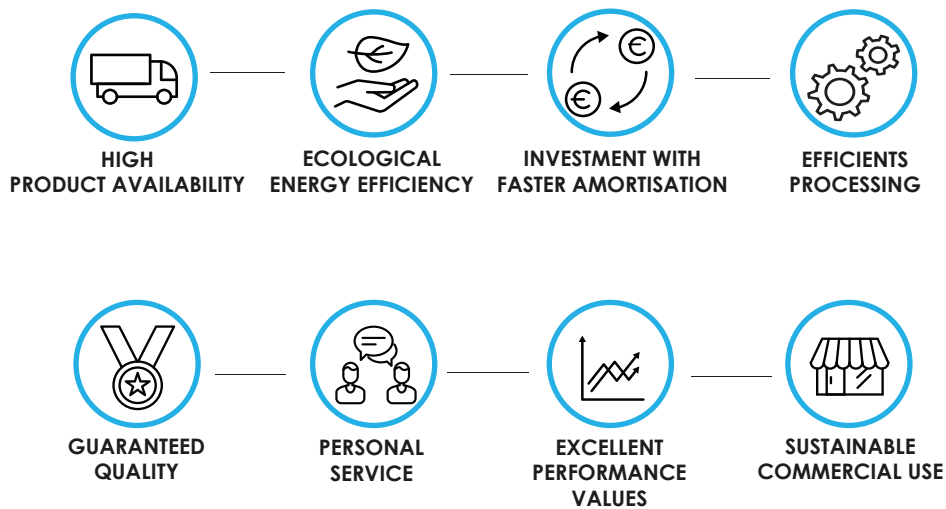 €
€
HIGH
PRODUCT AVAILABILITY
ECOLOGICAL
ENERGY EFFICIENCY
INVESTMENT WITH
FASTER AMORTISATION
EFFICIENTS
PROCESSING
GUARANTEED
QUALITY
PERSONAL
SERVICE
EXCELLENT
PERFORMANCE
VALUES
SUSTAINABLE
COMMERCIAL USE